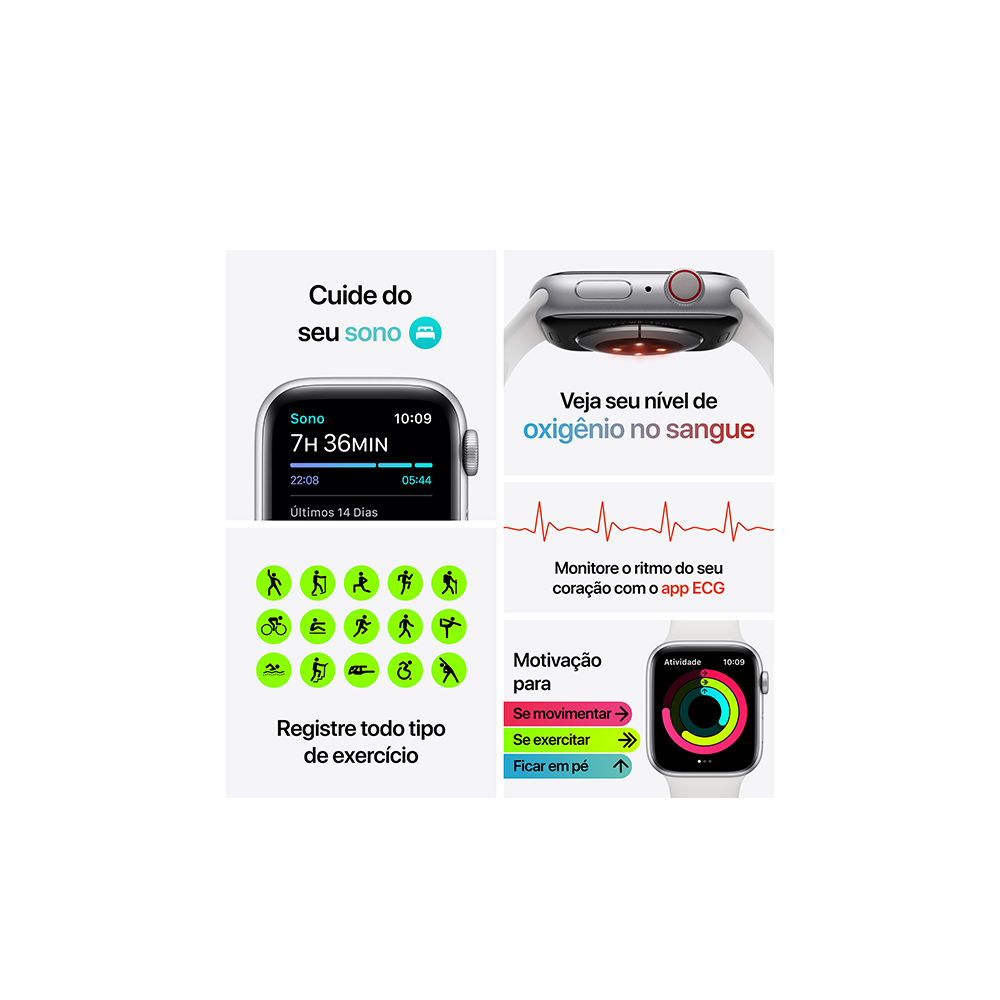 Cuide do
seu sono
Sono 10:09
7H 36MIN
22:08 05:44
Últimos 14 Dias
Registre todo tipo
de exercício
Veja seu nível de
oxigênio no sangue
Monitore o ritmo do seu
coração com o app ECG
Motivação
para
Se movimentar
Se exercitar
Ficar em pé
Atividade 10:09